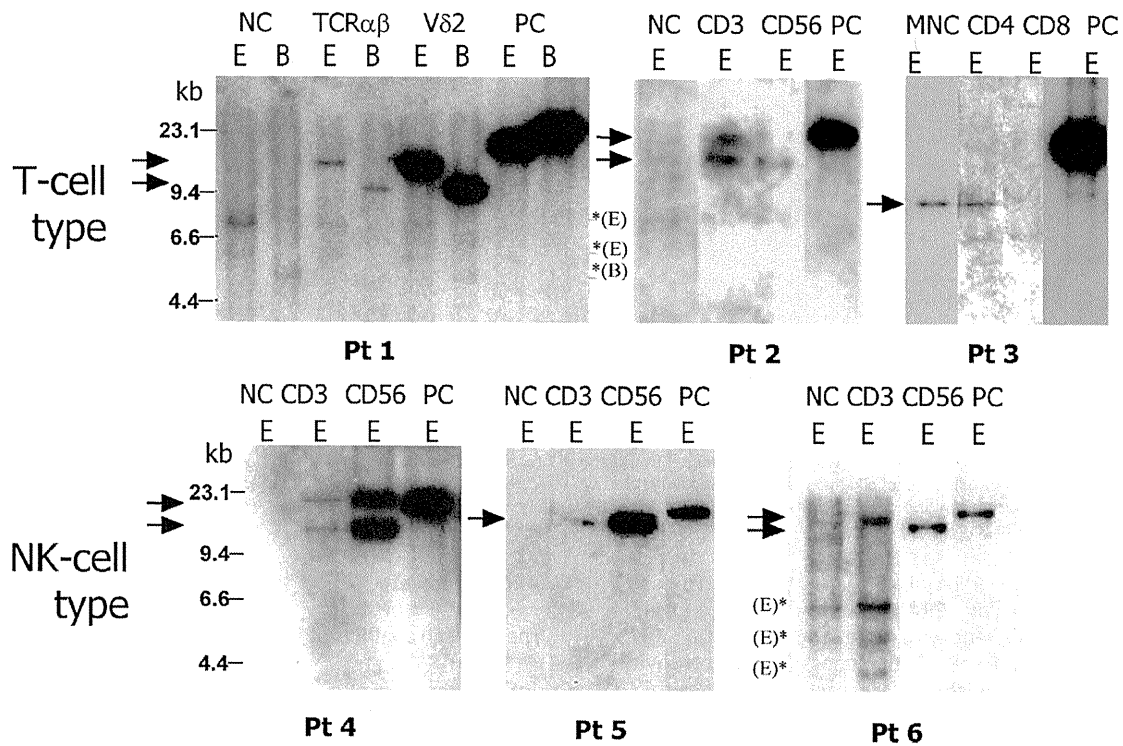 NC TCRαβ Vδ2 PC
E B E B E B E B
kb
23.1
9.4
6.6
4.4
T-cell type
*(E)
*(E)
*(B)
Pt 1
NC CD3 CD56 PC
E E E E
Pt 2
MNC CD4 CD8 PC
E E E E
Pt 3
NC CD3 CD56 PC
E E E E
kb
23.1
9.4
6.6
4.4
NK-cell type
Pt 4
NC CD3 CD56 PC
E E E E
Pt 5
NC CD3 CD56 PC
E E E E
(E)*
(E)*
(E)*
Pt 6